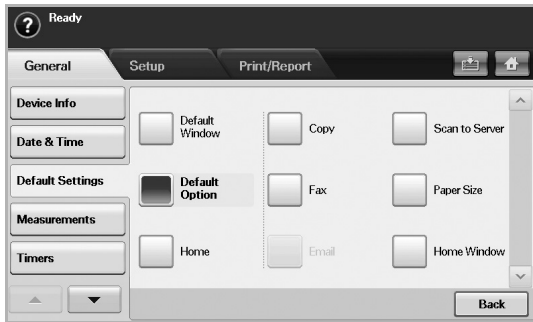 ? Ready
General Setup Print/Report
Device Info
Date & Time
Default Settings
Measurements
Timers
Default
Window
Default
Option
Home
Copy
Fax
Email
Scan to Server
Paper Size
Home Window
Back